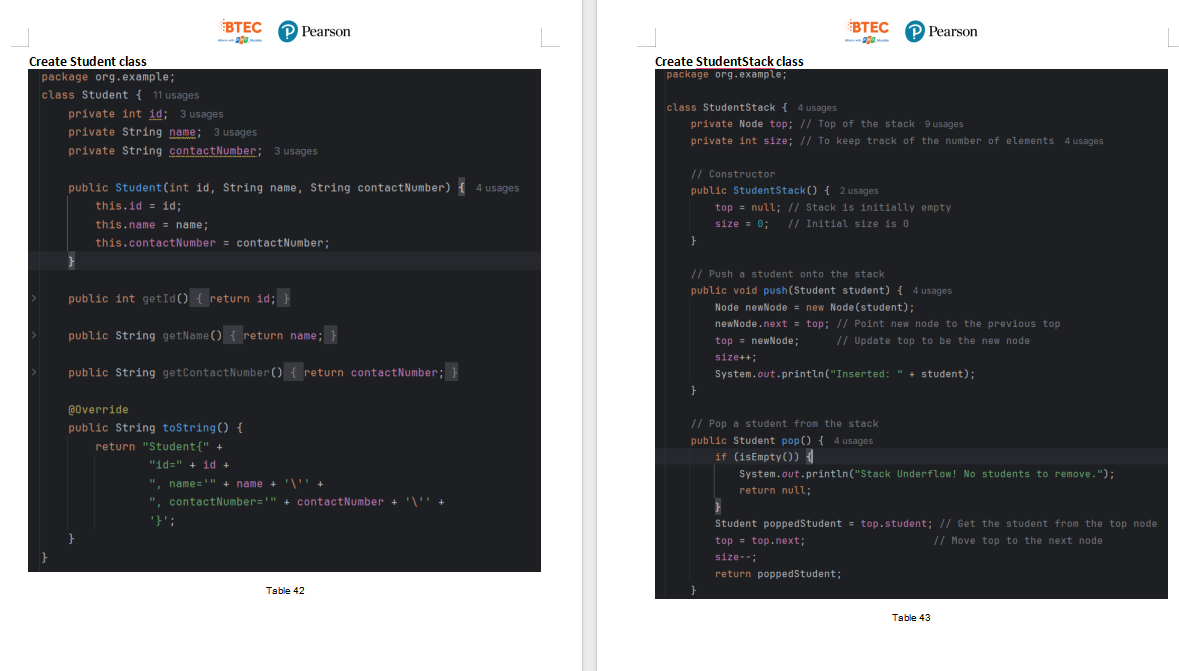 BTEC
Pearson
Create Student class
package org.example;
class Student { 11 usages
private int id; 3 usages
private String name; 3 usages
private String contactNumber; 3 usages
public Student(int id, String name, String contactNumber) { 4 usages
this.id = id;
this.name = name;
this.contactNumber = contactNumber;
}
public int getId() { return id; }
public String getName() { return name; }
public String getContactNumber() { return contactNumber; }
@Override
public String toString() {
return "Student{" +
"id=" + id +
", name='" + name + '\'' +
", contactNumber='" + contactNumber + '\'' +
'}';
}
}
Table 42
BTEC
Pearson
Create StudentStack class
package org.example;
class StudentStack { 4 usages
private Node top; // Top of the stack 9 usages
private int size; // To keep track of the number of elements 4 usages
// Constructor
public StudentStack() { 2 usages
top = null; // Stack is initially empty
size = 0; // Initial size is 0
}
// Push a student onto the stack
public void push(Student student) { 4 usages
Node newNode = new Node(student);
newNode.next = top; // Point new node to the previous top
top = newNode; // Update top to be the new node
size++;
System.out.println("Inserted: " + student);
}
// Pop a student from the stack
public Student pop() { 4 usages
if (isEmpty()) {
System.out.println("Stack Underflow! No students to remove.");
return null;
}
Student poppedStudent = top.student; // Get the student from the top node
top = top.next; // Move top to the next node
size--;
return poppedStudent;
}
Table 43